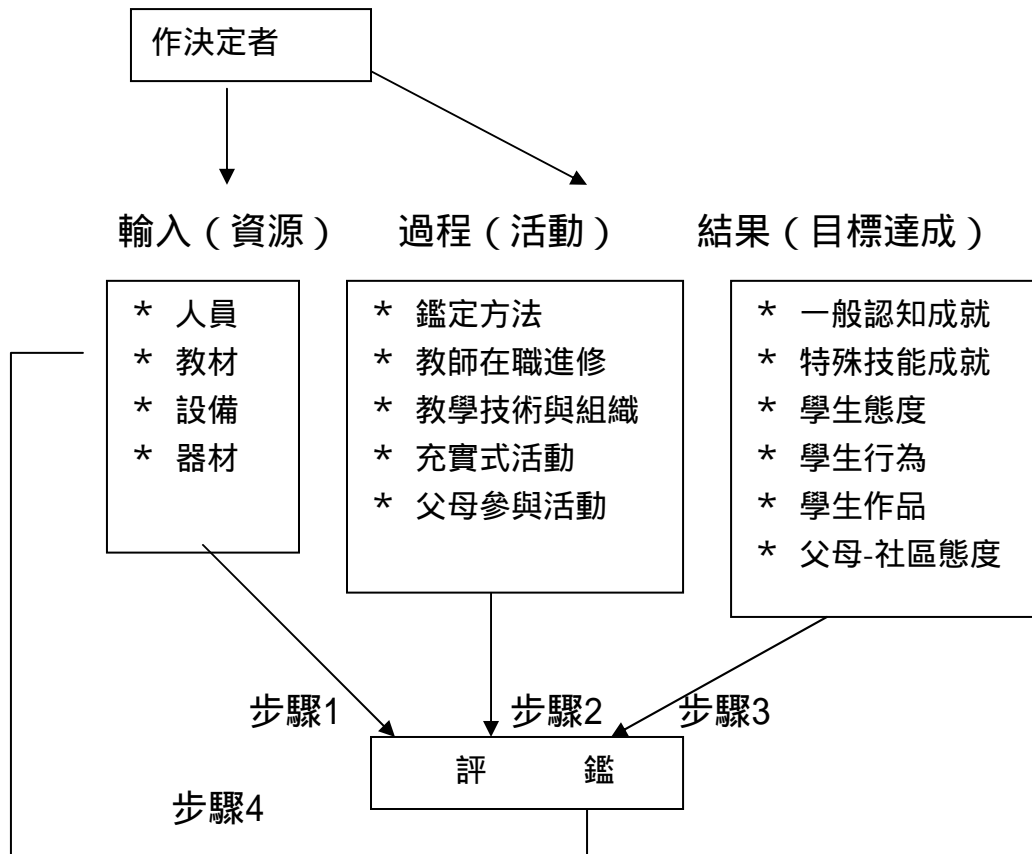 作決定者
輸入（資源）
過程（活動）
結果（目標達成）
* 人員
* 教材
* 設備
* 器材
* 鑑定方法
* 教師在職進修
* 教學技術與組織
* 充實式活動
* 父母參與活動
* 一般認知成就
* 特殊技能成就
* 學生態度
* 學生行為
* 學生作品
* 父母-社區態度
步驟1
步驟2
步驟3
評 鑑
步驟4